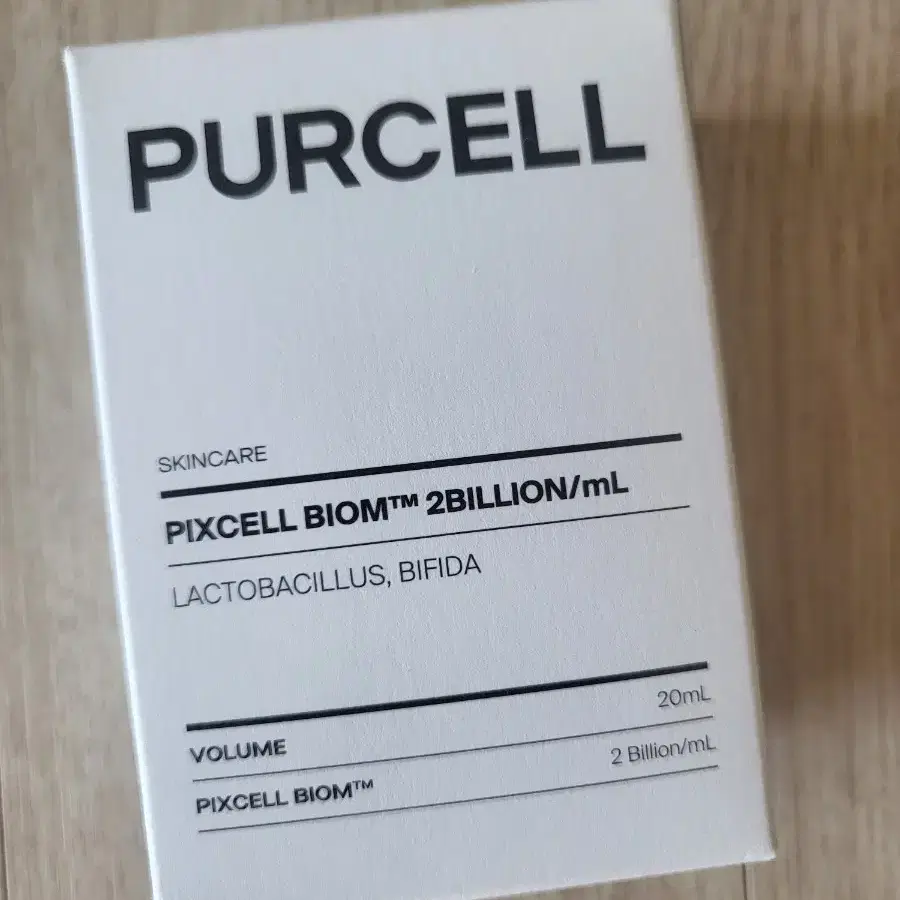 PURCELL
SKINCARE
PIXCELL BIOM™ 2BILLION/mL
LACTOBACILLUS, BIFIDA
VOLUME 20mL
PIXCELL BIOM™ 2 Billion/mL